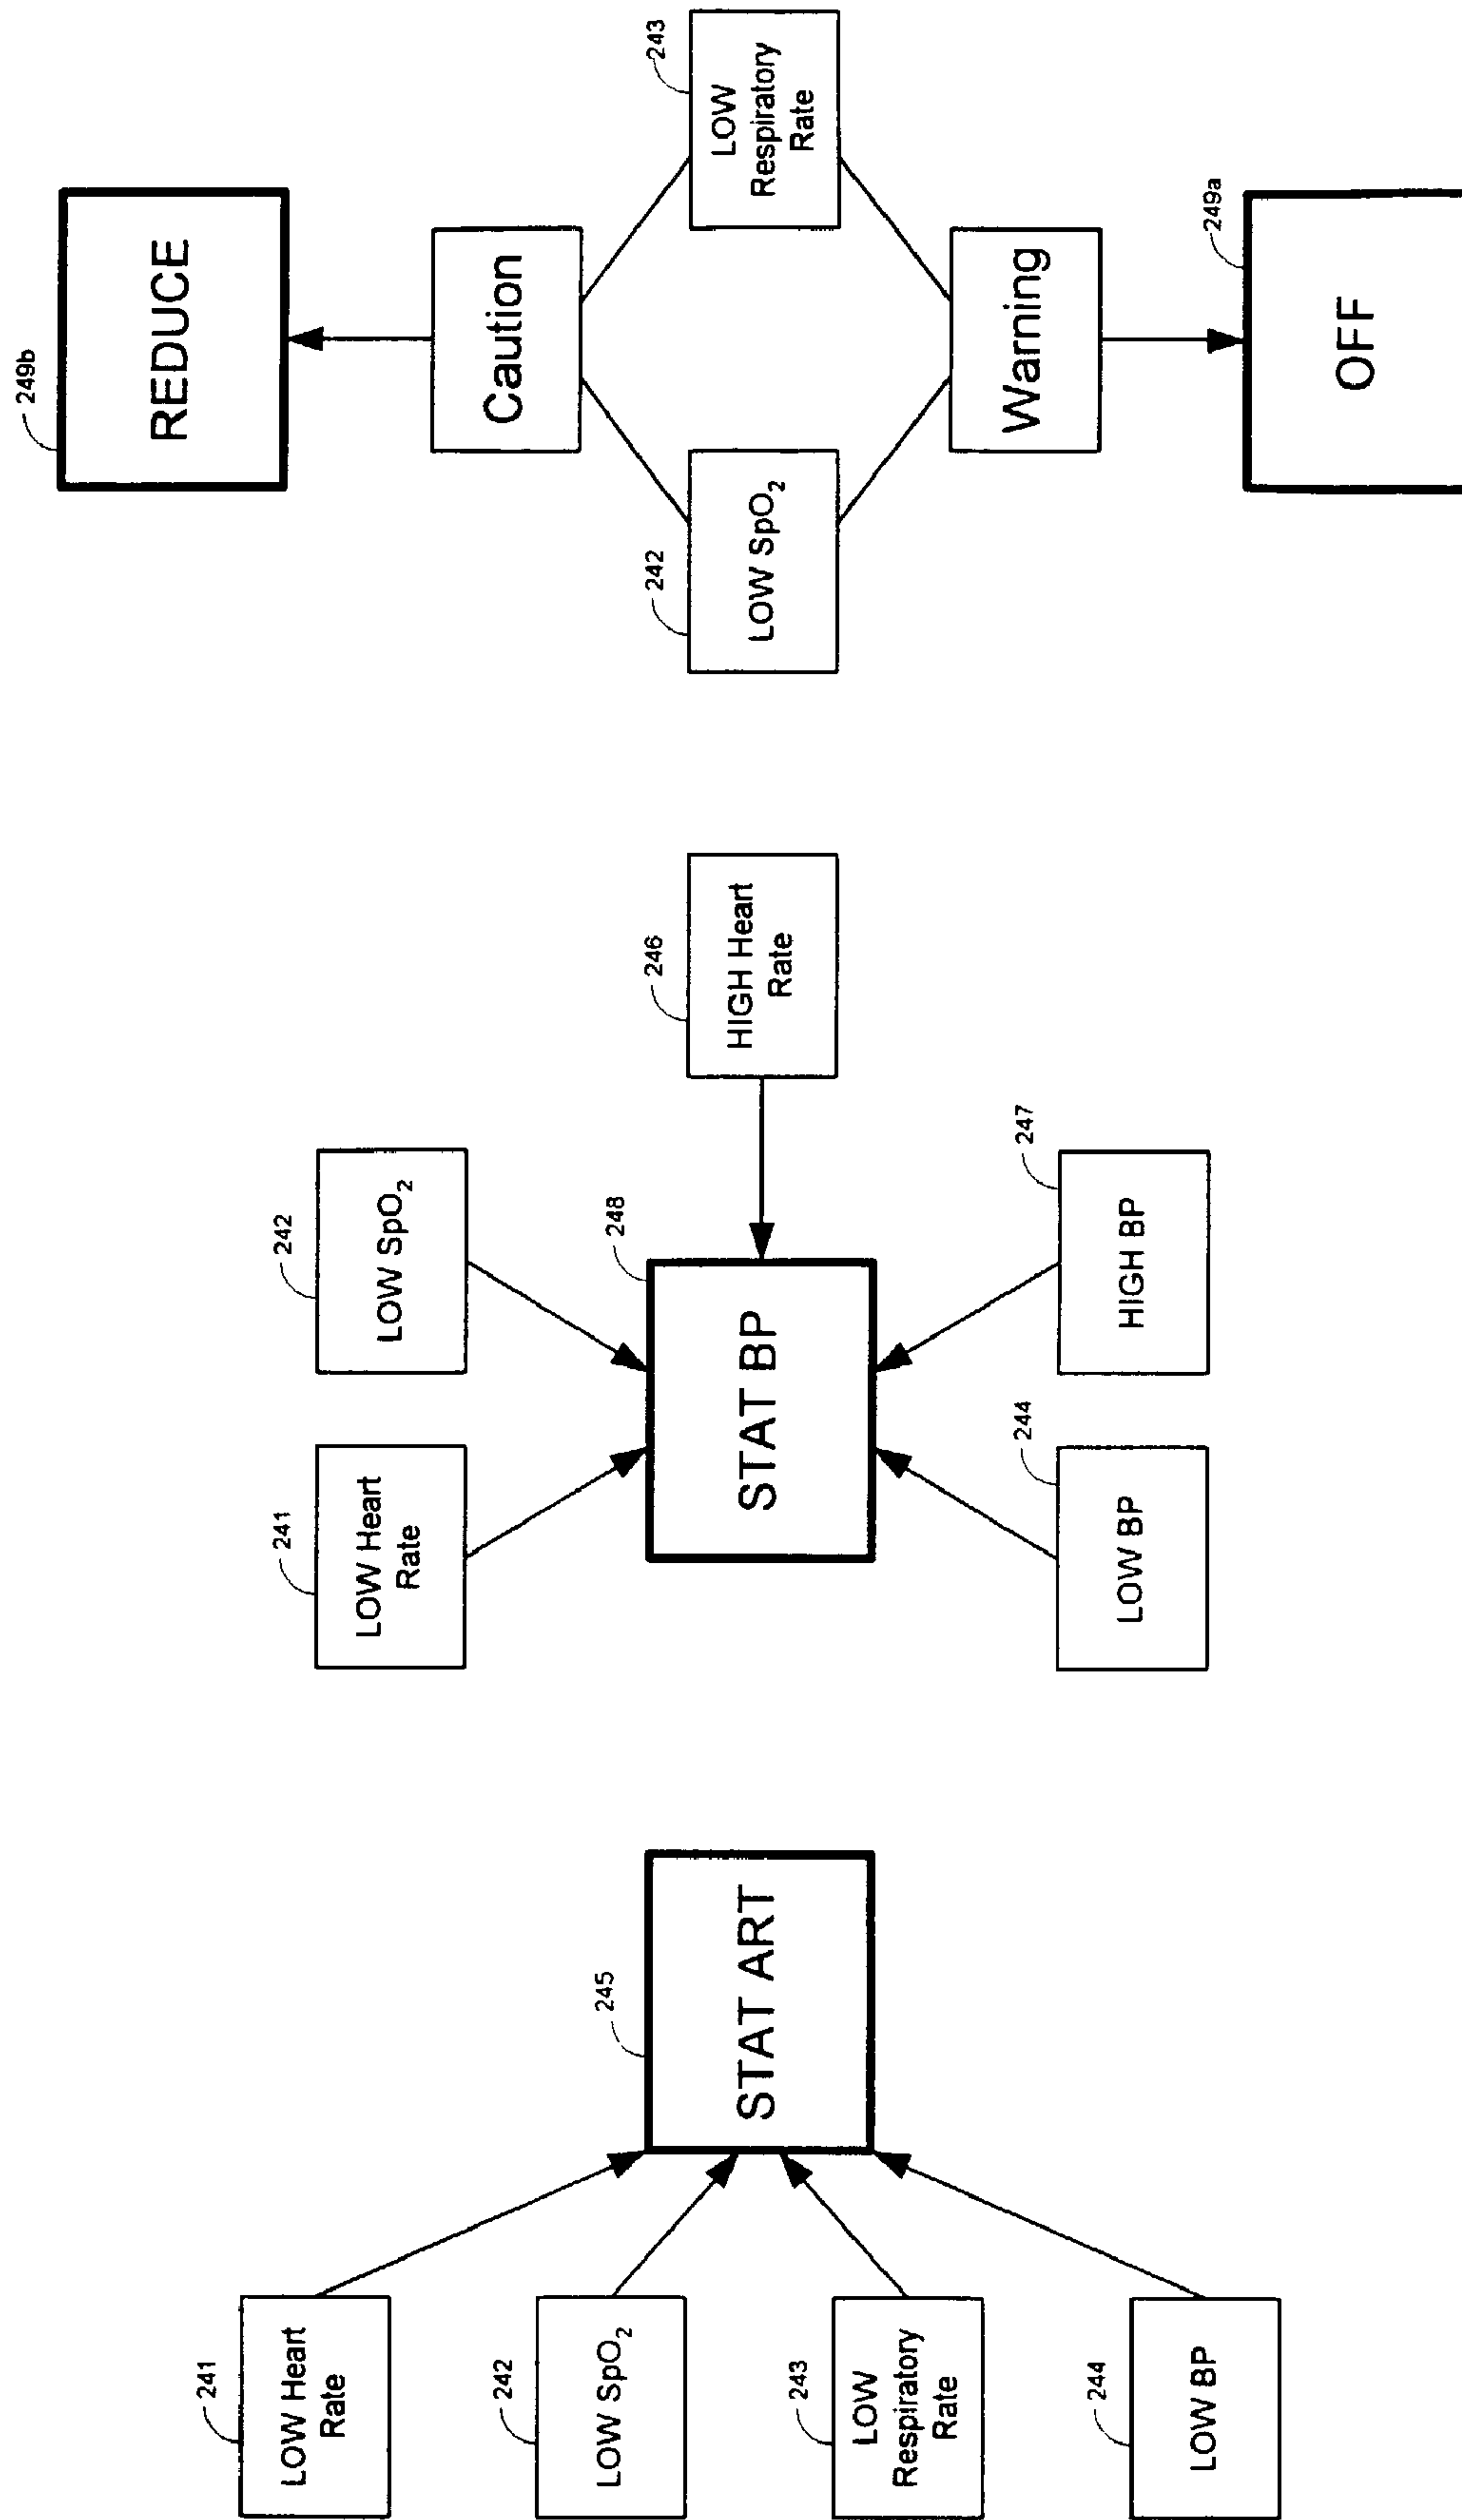 241
LOW Heart
Rate
242
LOW SpO₂
243
LOW
Respiratory
Rate
244
LOW BP
245
STAT ART
241
LOW Heart
Rate
242
LOW SpO₂
248
STAT BP
246
HIGH Heart
Rate
244
LOW BP
247
HIGH BP
249b
REDUCE
Caution
242
LOW SpO₂
243
LOW
Respiratory
Rate
Warning
249a
OFF